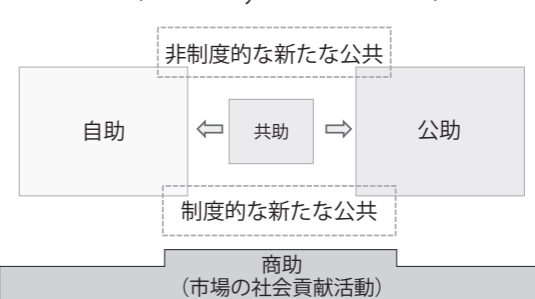 非制度的な新たな公共
自助
共助
公助
制度的な新たな公共
商助
（市場の社会貢献活動）